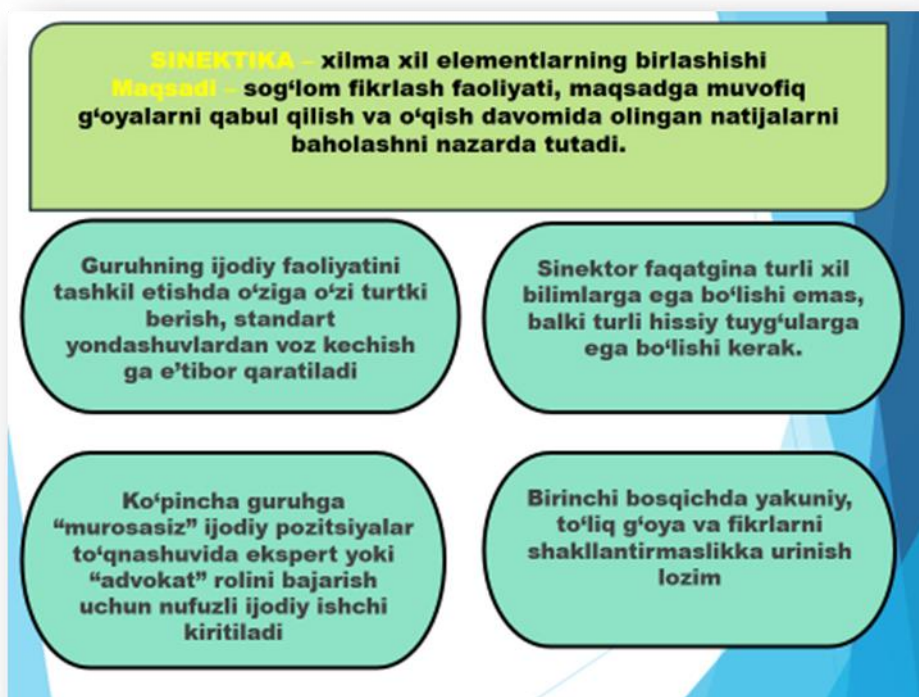 SINEKTIKA – xilma xil elementlarning birlashishi
Maqsadi – sog‘lom fikrlash faoliyati, maqsadga muvofiq
g‘oyalarni qabul qilish va o‘qish davomida olingan natijalarni
baholashni nazarda tutadi.
Guruhning ijodiy faoliyatini
tashkil etishda o‘ziga o‘zi turtki
berish, standart
yondashuvlardan voz kechish
ga e’tibor qaratiladi
Sinektor faqatgina turli xil
bilimlarga ega bo‘lishi emas,
balki turli hissiy tuyg‘ularga
ega bo‘lishi kerak.
Ko‘pincha guruhga
“murosasiz” ijodiy pozitsiyalar
to‘qnashuvida ekspert yoki
“advokat” rolini bajarish
uchun nufuzli ijodiy ishchi
kiritiladi
Birinchi bosqichda yakuniy,
to‘liq g‘oya va fikrlarni
shakllantirmaslikka urinish
lozim